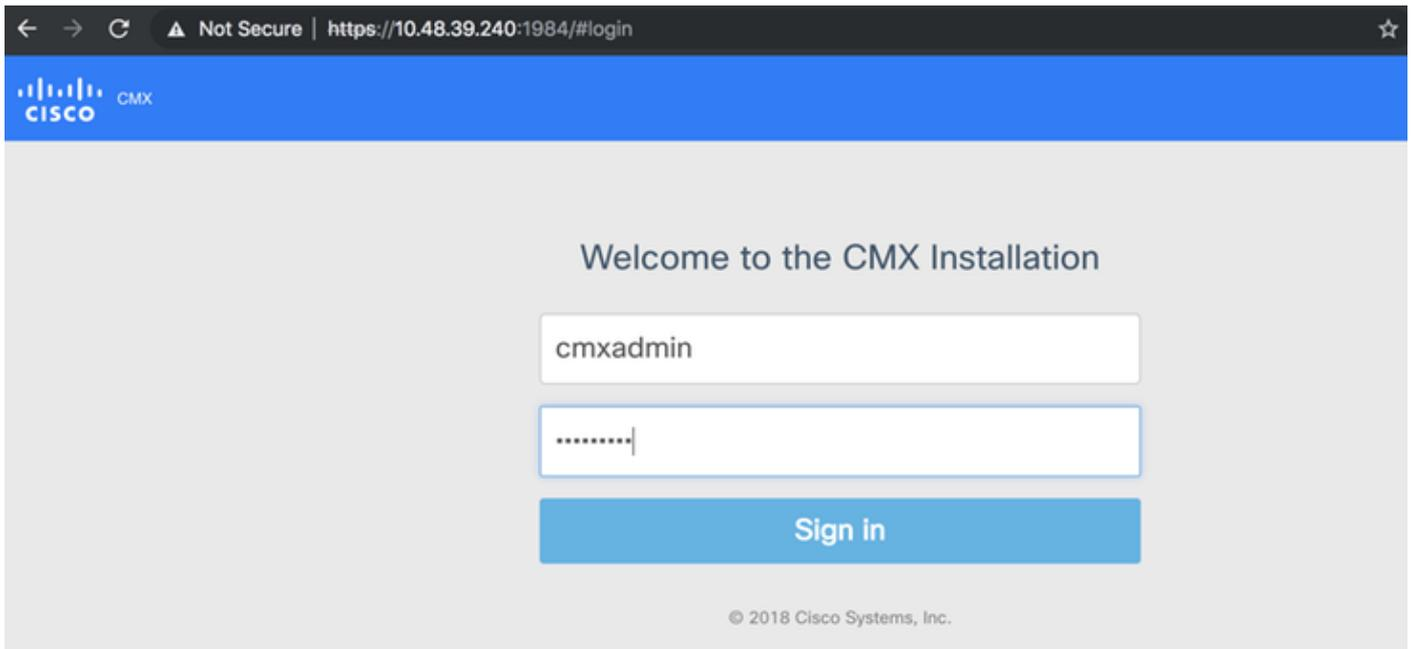 Not Secure | https://10.48.39.240:1984/#login
CISCO CMX
Welcome to the CMX Installation
cmxadmin
•••••••••
Sign in
© 2018 Cisco Systems, Inc.